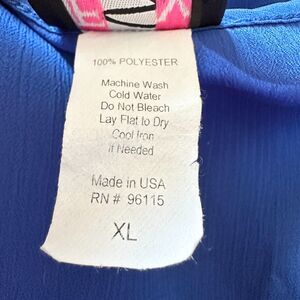 100% POLYESTER
Machine Wash
Cold Water
Do Not Bleach
Lay Flat to Dry
Cool Iron
if Needed
Made in USA
RN # 96115
XL